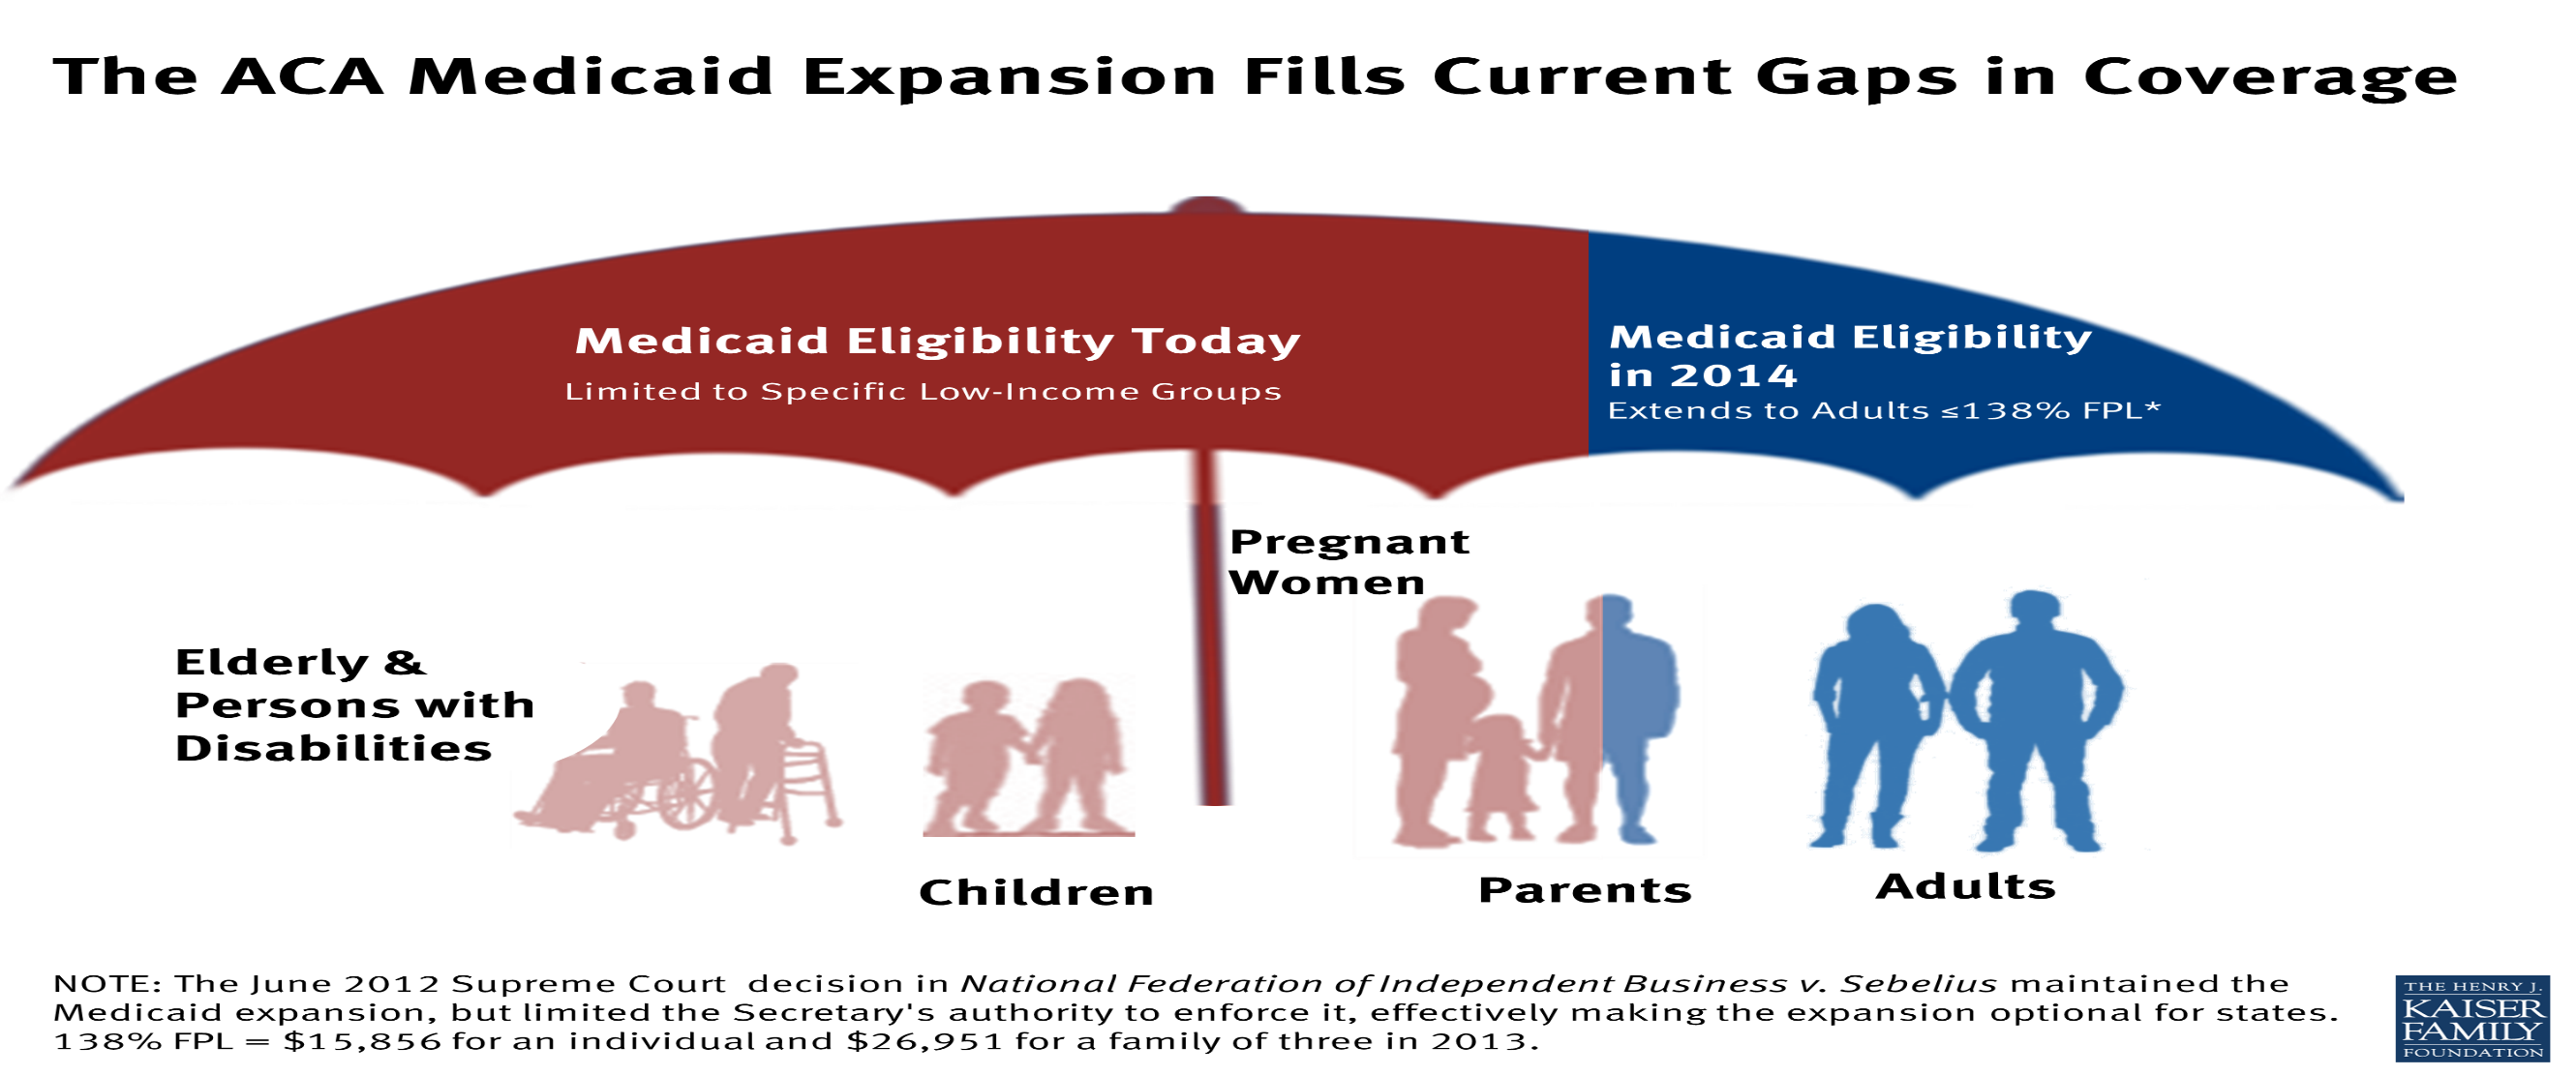 The ACA Medicaid Expansion Fills Current Gaps in Coverage
Medicaid Eligibility Today
Limited to Specific Low-Income Groups
Medicaid Eligibility
in 2014
Extends to Adults ≤138% FPL*
Pregnant
Women
Elderly &
Persons with
Disabilities
Children
Parents
Adults
NOTE: The June 2012 Supreme Court decision in National Federation of Independent Business v. Sebelius maintained the
Medicaid expansion, but limited the Secretary's authority to enforce it, effectively making the expansion optional for states.
138% FPL = $15,856 for an individual and $26,951 for a family of three in 2013.
THE HENRY J.
KAISER
FAMILY
FOUNDATION